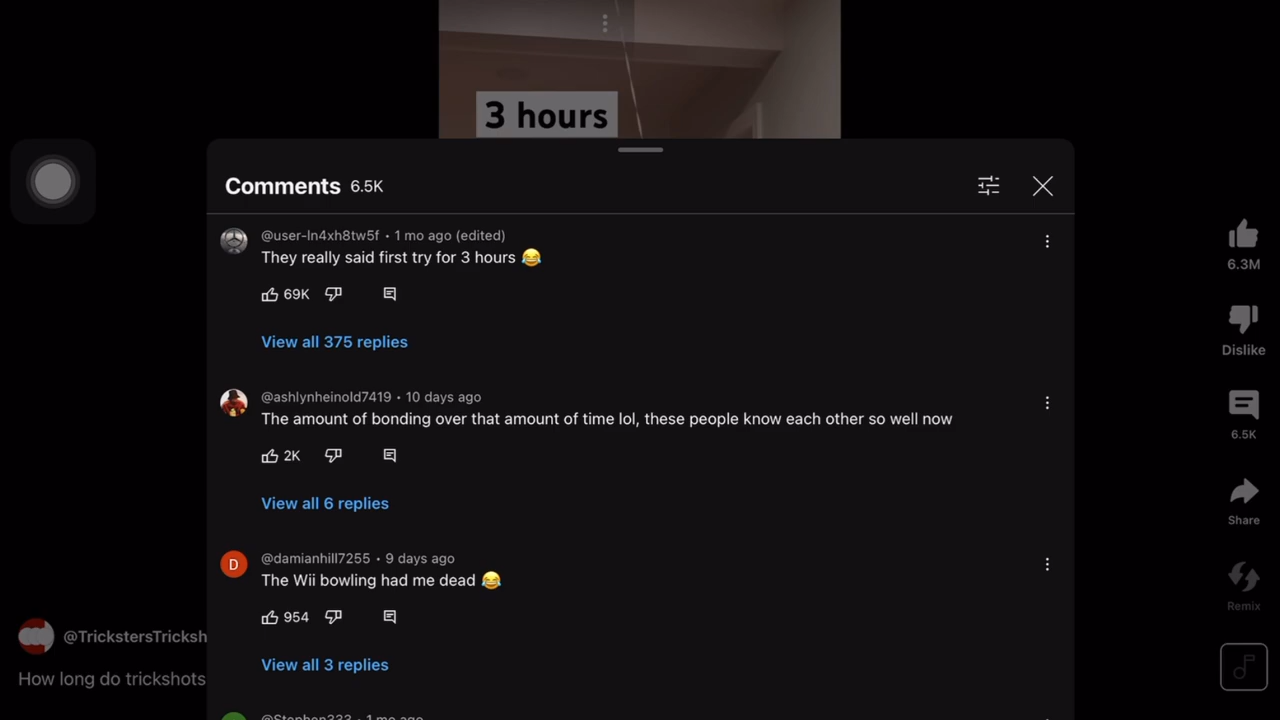 3 hours
Comments 6.5K
@user-ln4xh8tw5f • 1 mo ago (edited)
They really said first try for 3 hours 😂
69K
View all 375 replies
@ashlynheinold7419 • 10 days ago
The amount of bonding over that amount of time lol, these people know each other so well now
2K
View all 6 replies
D
@damianhill7255 • 9 days ago
The Wii bowling had me dead 😂
954
View all 3 replies
@Stephen333 • 1 mo ago
6.3M
Dislike
6.5K
Share
Remix
@TrickstersTricksh
How long do trickshots